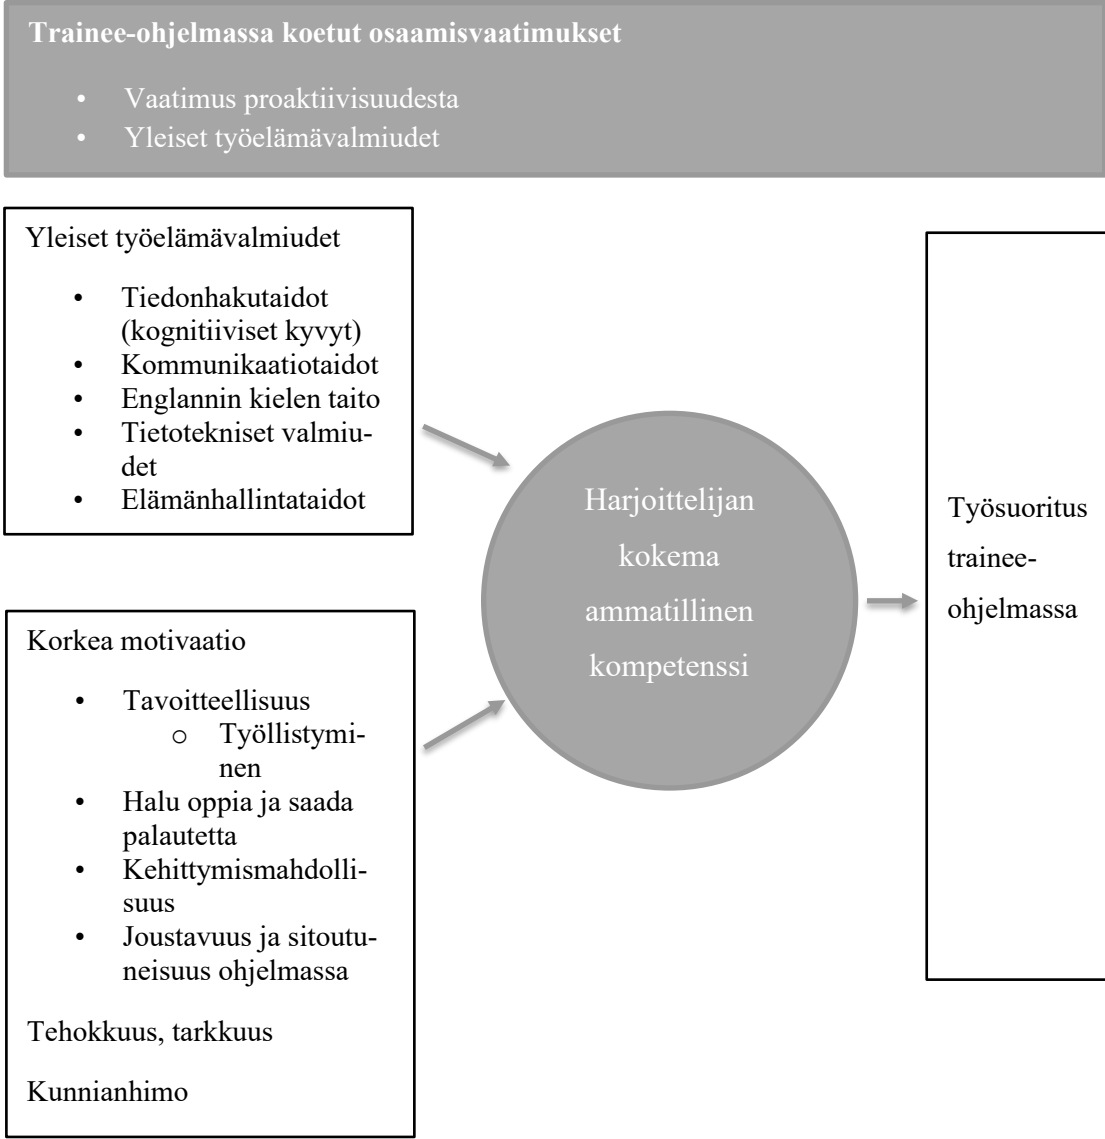 Trainee-ohjelmassa koetut osaamisvaatimukset
• Vaatimus proaktiivisuudesta
• Yleiset työelämävalmiudet
Yleiset työelämävalmiudet
• Tiedonhakutaidot
(kognitiiviset kyvyt)
• Kommunikaatiotaidot
• Englannin kielen taito
• Tietotekniset valmiu-
det
• Elämänhallintataidot
Korkea motivaatio
• Tavoitteellisuus
o Työllistymi-
nen
• Halu oppia ja saada
palautetta
• Kehittymismahdolli-
suus
• Joustavuus ja sitoutu-
neisuus ohjelmassa
Tehokkuus, tarkkuus
Kunnianhimo
Harjoittelijan
kokema
ammatillinen
kompetenssi
Työsuoritus
trainee-
ohjelmassa